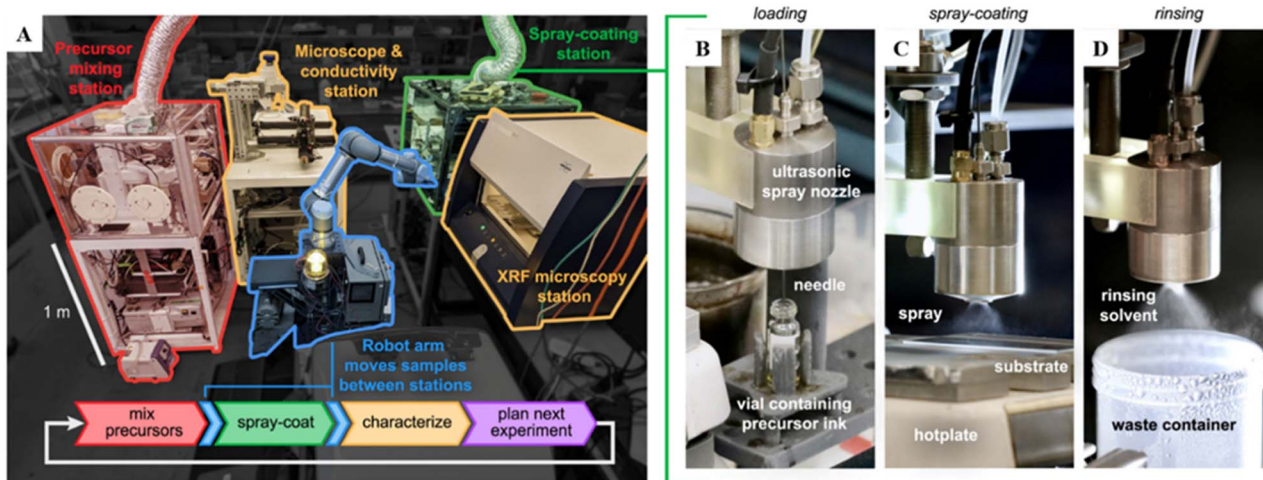 A
Precursor
mixing
station
Microscope &
conductivity
station
Spray-coating
station
XRF microscopy
station
1 m
Robot arm
moves samples
between stations
mix
precursors
spray-coat
characterize
plan next
experiment
loading
B
ultrasonic
spray nozzle
needle
vial containing
precursor ink
spray-coating
C
spray
substrate
hotplate
rinsing
D
rinsing
solvent
waste container